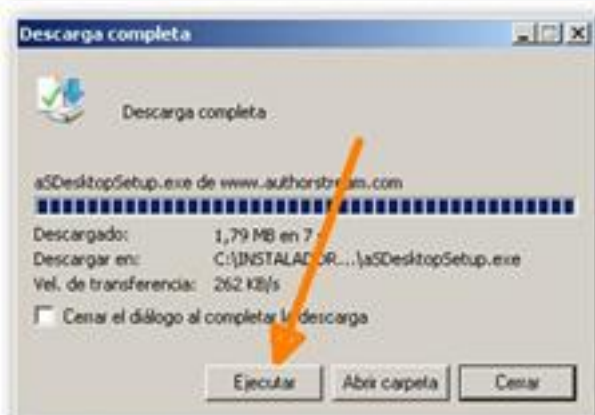 Descarga completa
Descarga completa
aSDesktopSetup.exe de www.authorstream.com
Descargado: 1,79 MB en 7
Descargar en: C:\INSTALADOR...\aSDesktopSetup.exe
Vel. de transferencia: 262 KB/s
Cerrar el diálogo al completar la descarga
Ejecutar Abrir carpeta Cerrar